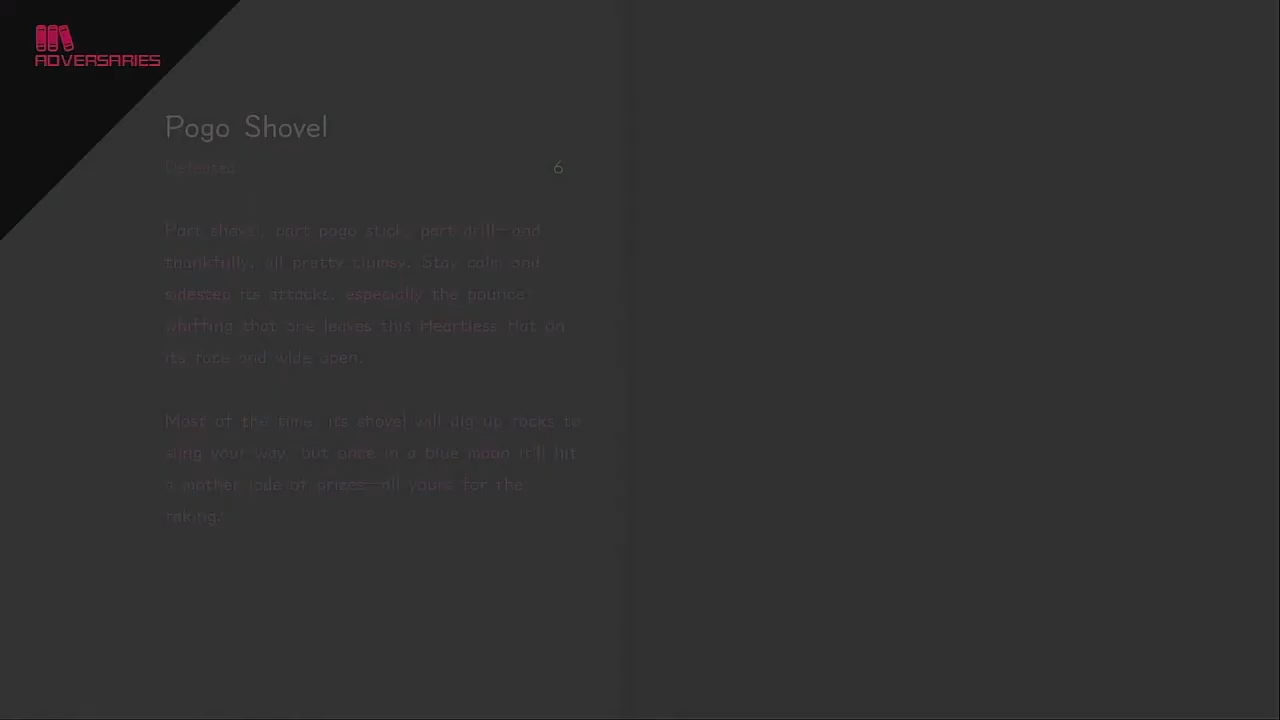 ADVERSARIES
Pogo Shovel
Defeated 6
Part shovel, part pogo stick, part drill—and
thankfully, all pretty clumsy. Stay calm and
sidestep its attacks, especially the pounce;
whiffing that one leaves this Heartless flat on
its face and wide open.
Most of the time, its shovel will dig up rocks to
sling your way, but once in a blue moon it'll hit
a mother lode of prizes—all yours for the
taking!